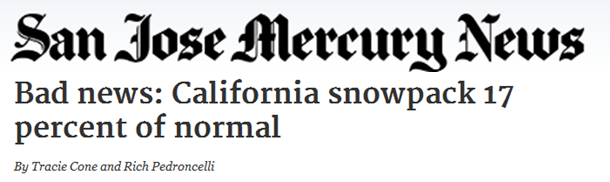 San Jose Mercury News
Bad news: California snowpack 17
percent of normal
By Tracie Cone and Rich Pedroncelli